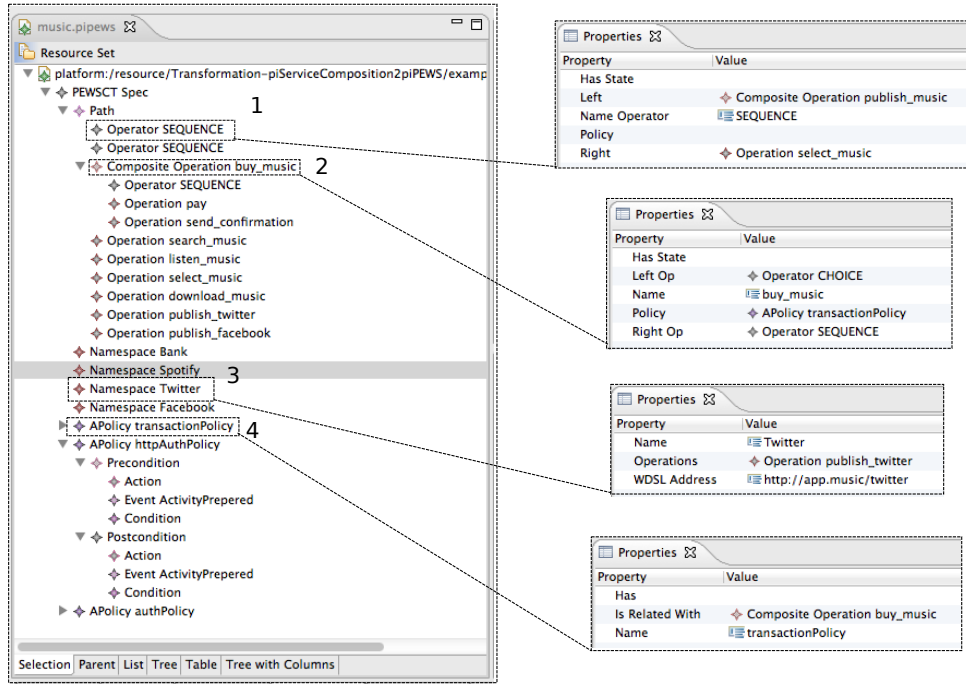 music.pipews
Resource Set
platform:/resource/Transformation-piServiceComposition2piPEWS/examp
PEWSCT Spec
1
Path
Operator SEQUENCE
Operator SEQUENCE
2
Composite Operation buy_music
Operator SEQUENCE
Operation pay
Operation send_confirmation
Operation search_music
Operation listen_music
Operation select_music
Operation download_music
Operation publish_twitter
Operation publish_facebook
Namespace Bank
Namespace Spotify
3
Namespace Twitter
Namespace Facebook
APolicy transactionPolicy
4
APolicy httpAuthPolicy
Precondition
Action
Event ActivityPrepered
Condition
Postcondition
Action
Event ActivityPrepered
Condition
APolicy authPolicy
Selection Parent List Tree Table Tree with Columns
Properties
Property Value
Has State
Left Composite Operation publish_music
Name Operator SEQUENCE
Policy
Right Operation select_music
Properties
Property Value
Has State
Left Op Operator CHOICE
Name buy_music
Policy APolicy transactionPolicy
Right Op Operator SEQUENCE
Properties
Property Value
Name Twitter
Operations Operation publish_twitter
WDSL Address http://app.music/twitter
Properties
Property Value
Has
Is Related With Composite Operation buy_music
Name transactionPolicy